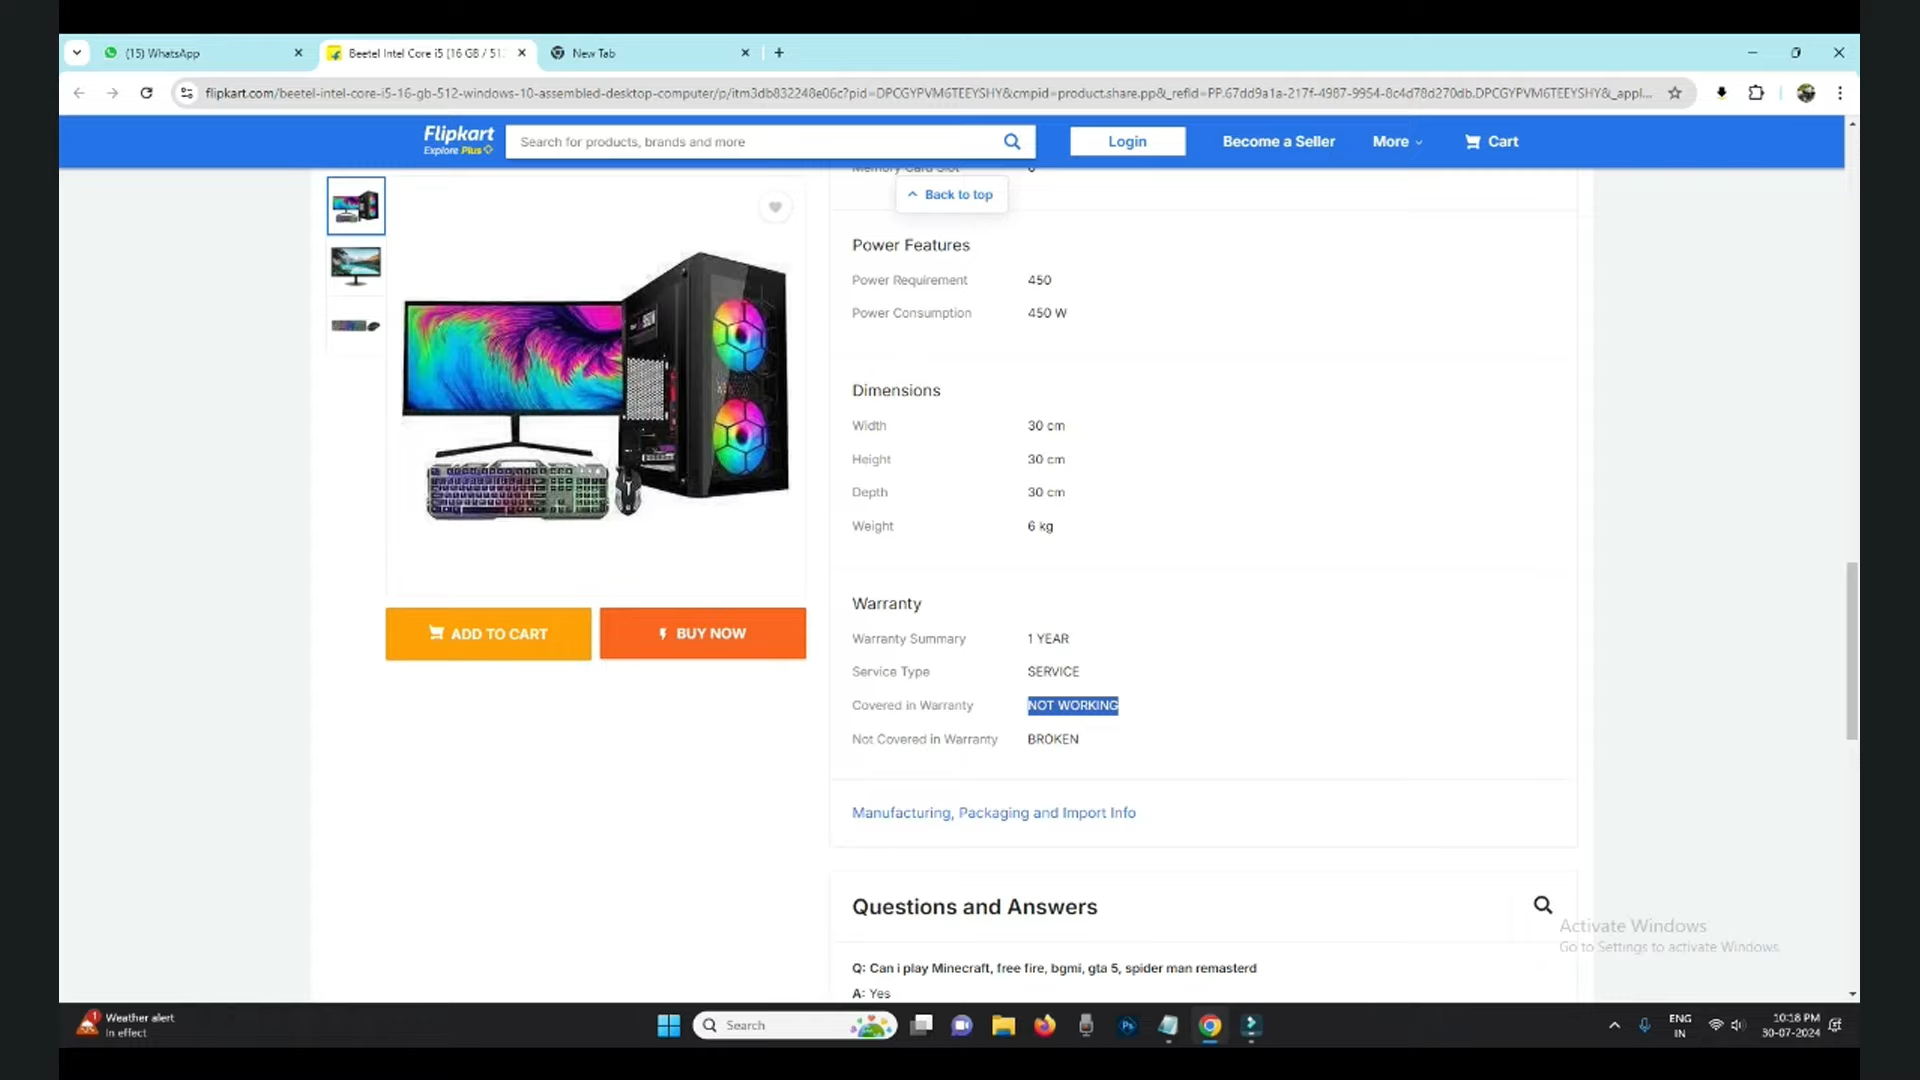 (15) WhatsApp
Beetel Intel Core i5 (16 GB / 51
New Tab
flipkart.com/beetel-intel-core-i5-16-gb-512-windows-10-assembled-desktop-computer/p/itm3db832248e06c?pid=DPCGYPVM6TEEYSHY&cmpid=product.share.pp&_refId=PP.67dd9a1a-217f-4987-9954-8c4d78d270db.DPCGYPVM6TEEYSHY&_appl...
Flipkart
Explore Plus
Search for products, brands and more
Login
Become a Seller
More
Cart
Memory Card Slot
Back to top
Power Features
Power Requirement 450
Power Consumption 450 W
Dimensions
Width 30 cm
Height 30 cm
Depth 30 cm
Weight 6 kg
ADD TO CART
BUY NOW
Warranty
Warranty Summary 1 YEAR
Service Type SERVICE
Covered in Warranty NOT WORKING
Not Covered in Warranty BROKEN
Manufacturing, Packaging and Import Info
Questions and Answers
Activate Windows
Go to Settings to activate Windows.
Q: Can i play Minecraft, free fire, bgmi, gta 5, spider man remasterd
A: Yes
Weather alert
In effect
Search
Ps
ENG
IN
10:18 PM
30-07-2024